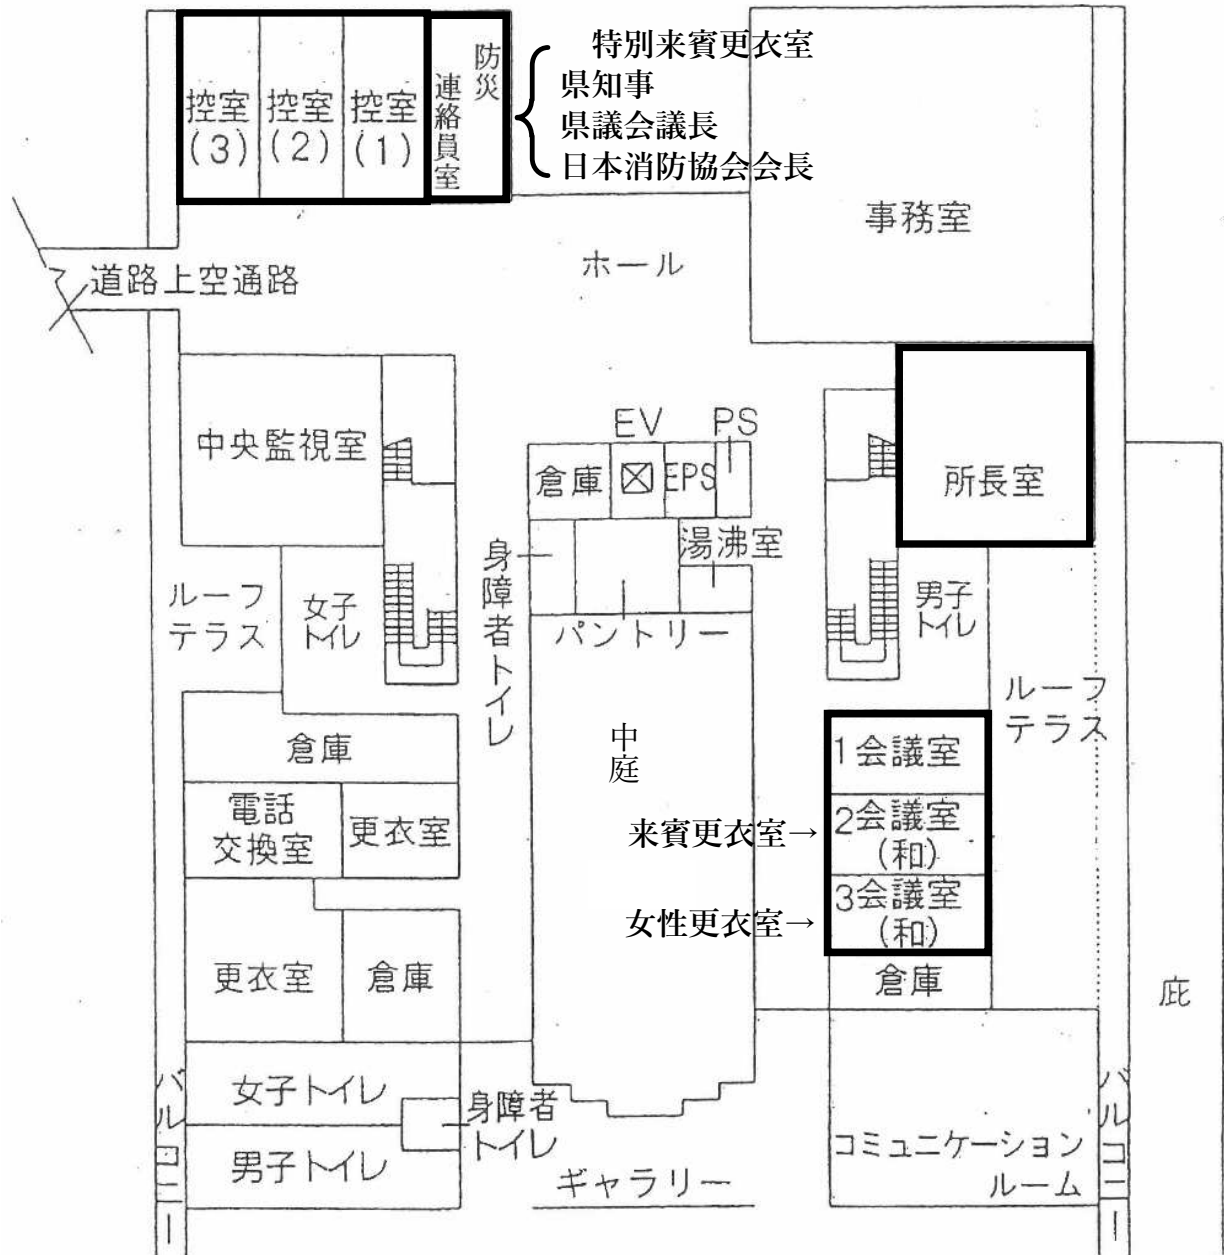 特別来賓更衣室
県知事
県議会議長
日本消防協会会長
防災
連絡員室
控室
(3)
控室
(2)
控室
(1)
事務室
ホール
道路上空通路
中央監視室
EV
PS
倉庫
EPS
所長室
湯沸室
身障者トイレ
パントリー
ルーフ
テラス
女子
トイレ
男子
トイレ
ルーフ
テラス
倉庫
中庭
1会議室
電話
交換室
更衣室
来賓更衣室→
2会議室
(和)
女性更衣室→
3会議室
(和)
更衣室
倉庫
倉庫
庇
バルコニー
女子トイレ
身障者
トイレ
男子トイレ
ギャラリー
コミュニケーション
ルーム
バルコニー